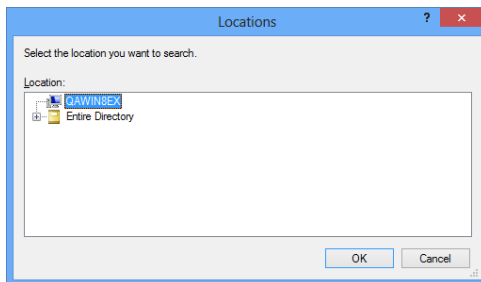 Locations
?
×
Select the location you want to search.
Location:
QAWIN8EX
Entire Directory
OK
Cancel